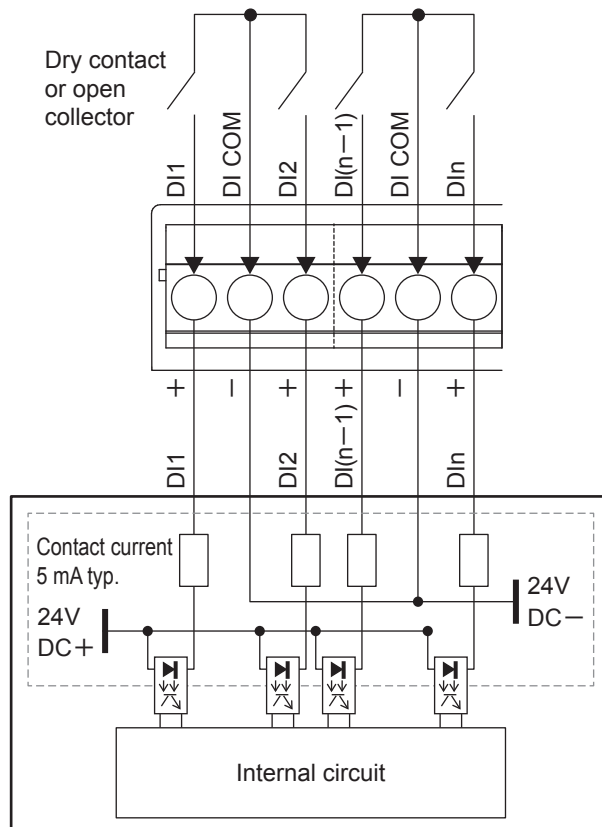 Dry contact
or open
collector
DI1
DI COM
DI2
DI(n−1)
DI COM
DIn
+
−
+
+
−
+
DI1
DI2
DI(n−1)
DIn
Contact current
5 mA typ.
24V
DC+
24V
DC−
Internal circuit